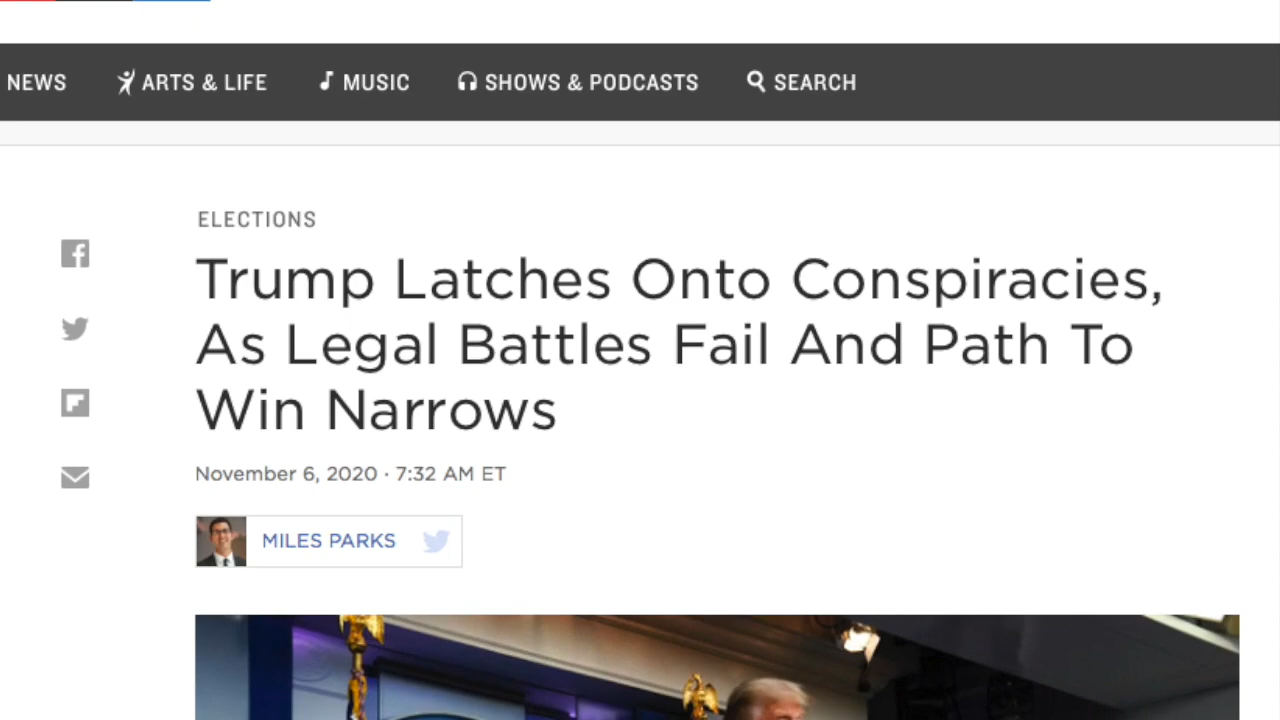 NEWS ARTS & LIFE MUSIC SHOWS & PODCASTS SEARCH
ELECTIONS
Trump Latches Onto Conspiracies,
As Legal Battles Fail And Path To
Win Narrows
November 6, 2020 · 7:32 AM ET
MILES PARKS